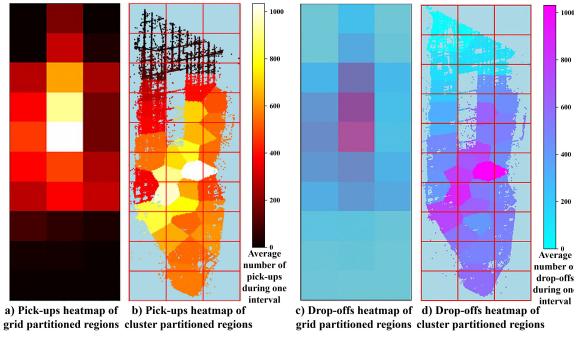 1000
800
600
400
200
0
Average
number of
pick-ups
during one
interval
1000
800
600
400
200
0
Average
number of
drop-offs
during one
interval
a) Pick-ups heatmap of
grid partitioned regions
b) Pick-ups heatmap of
cluster partitioned regions
c) Drop-offs heatmap of
grid partitioned regions
d) Drop-offs heatmap of
cluster partitioned regions